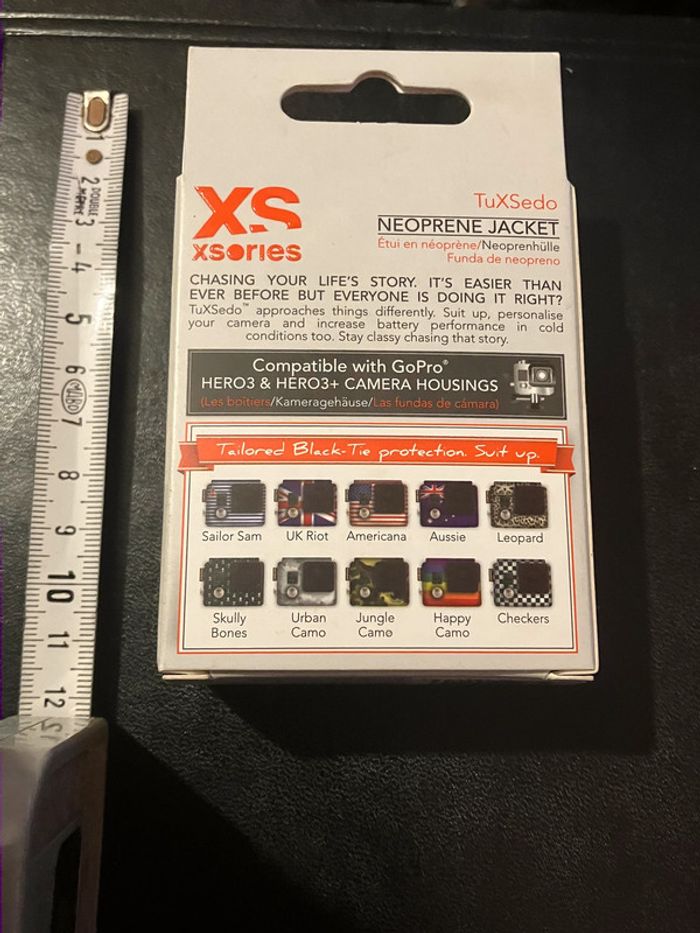 XS
xsories
TuXSedo
NEOPRENE JACKET
Étui en néoprène/Neoprenhülle
Funda de neopreno
CHASING YOUR LIFE'S STORY. IT'S EASIER THAN
EVER BEFORE BUT EVERYONE IS DOING IT RIGHT?
TuXSedo™ approaches things differently. Suit up, personalise
your camera and increase battery performance in cold
conditions too. Stay classy chasing that story.
Compatible with GoPro®
HERO3 & HERO3+ CAMERA HOUSINGS
(Les boîtiers/Kameragehäuse/Las fundas de cámara)
Tailored Black-Tie protection. Suit up.
Sailor Sam
UK Riot
Americana
Aussie
Leopard
Skully
Bones
Urban
Camo
Jungle
Camo
Happy
Camo
Checkers
1
2
DOUBLE
3
4
5
6
7
8
9
10
11
12